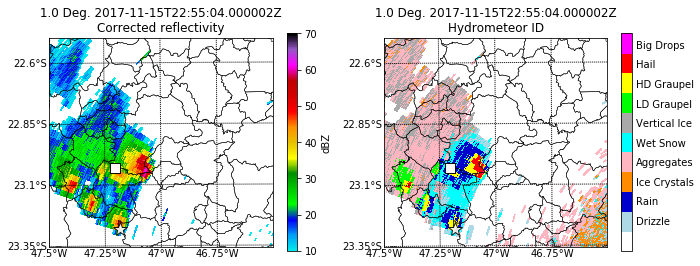 1.0 Deg. 2017-11-15T22:55:04.000002Z
Corrected reflectivity
22.6°S
22.85°S
23.1°S
23.35°S
47.5°W
47.25°W
47°W
46.75°W
70
60
50
40
30
20
10
dBZ
1.0 Deg. 2017-11-15T22:55:04.000002Z
Hydrometeor ID
22.6°S
22.85°S
23.1°S
23.35°S
47.5°W
47.25°W
47°W
46.75°W
Big Drops
Hail
HD Graupel
LD Graupel
Vertical Ice
Wet Snow
Aggregates
Ice Crystals
Rain
Drizzle